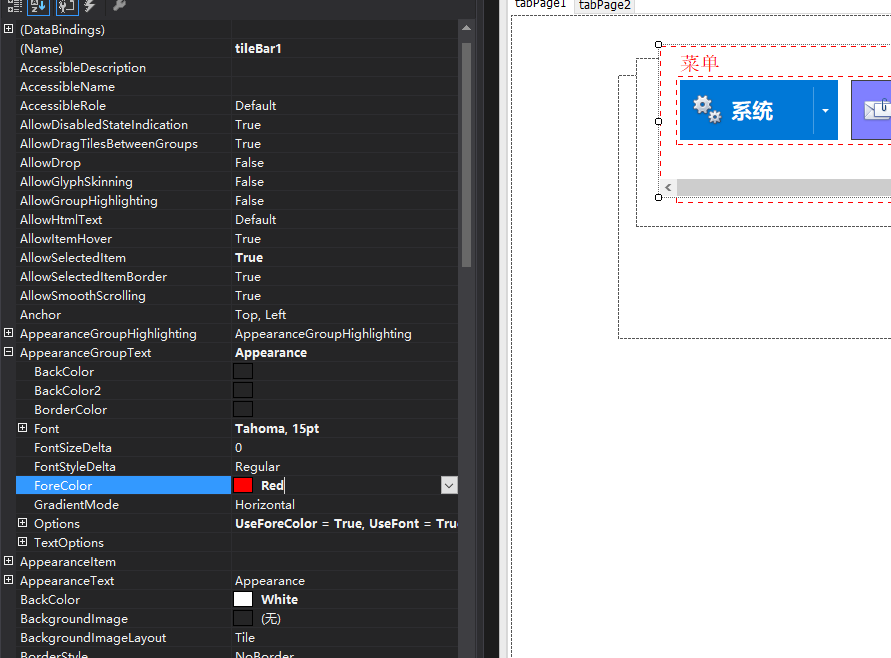 (DataBindings)
(Name) tileBar1
AccessibleDescription
AccessibleName
AccessibleRole Default
AllowDisabledStateIndication True
AllowDragTilesBetweenGroups True
AllowDrop False
AllowGlyphSkinning False
AllowGroupHighlighting False
AllowHtmlText Default
AllowItemHover True
AllowSelectedItem True
AllowSelectedItemBorder True
AllowSmoothScrolling True
Anchor Top, Left
AppearanceGroupHighlighting AppearanceGroupHighlighting
AppearanceGroupText Appearance
BackColor
BackColor2
BorderColor
Font Tahoma, 15pt
FontSizeDelta 0
FontStyleDelta Regular
ForeColor Red
GradientMode Horizontal
Options UseForeColor = True, UseFont = Tru
TextOptions
AppearanceItem
AppearanceText Appearance
BackColor White
BackgroundImage (无)
BackgroundImageLayout Tile
BorderStyle NoBorder
tabPage1 tabPage2
菜单
系统